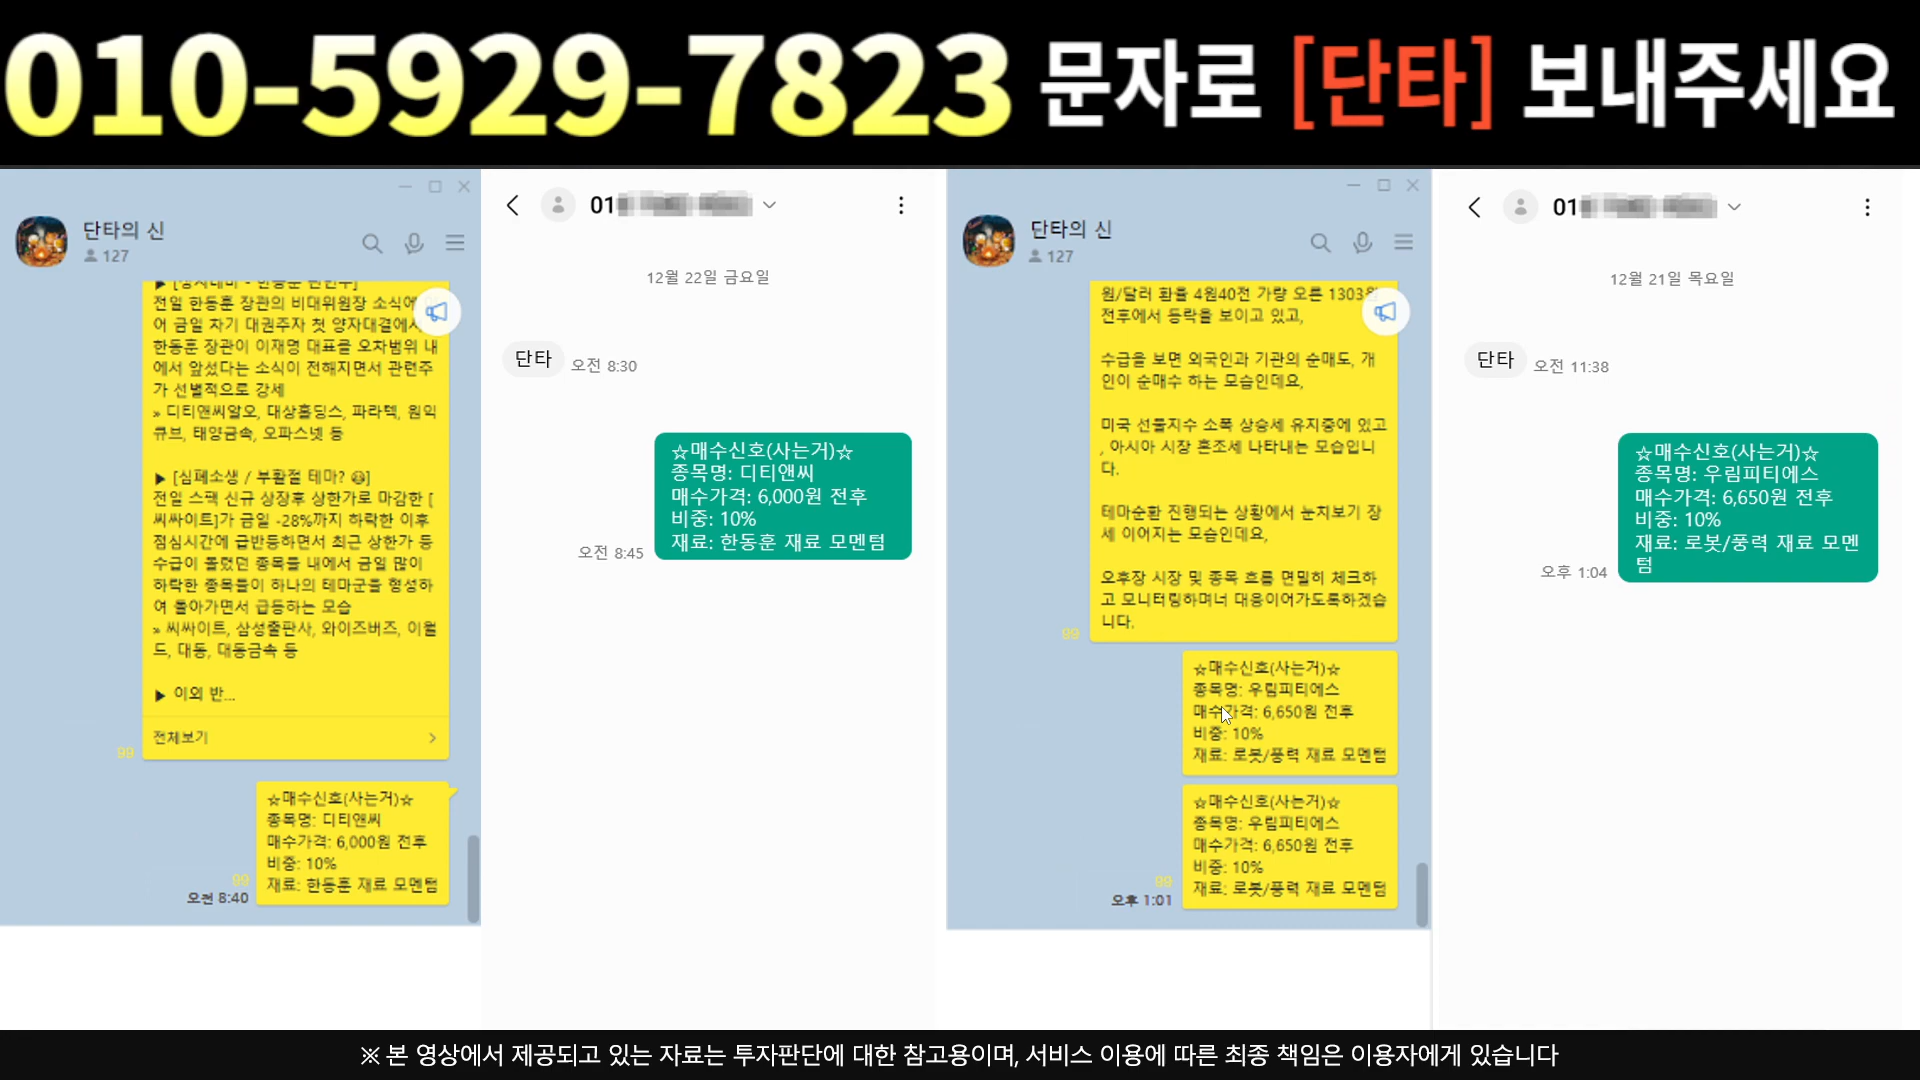 010-5929-7823 문자로 [단타] 보내주세요
단타의 신
127
전일 한동훈 장관의 비대위원장 소식에
어 금일 차기 대권주자 첫 양자대결에서
한동훈 장관이 이재명 대표를 오차범위 내
에서 앞섰다는 소식이 전해지면서 관련주
가 선별적으로 강세
» 디티앤씨알오, 대상홀딩스, 파라텍, 원익
큐브, 태양금속, 오파스넷 등
▶ [심폐소생 / 부활절 테마? 😆]
전일 스팩 신규 상장후 상한가로 마감한 [
씨싸이트]가 금일 -28%까지 하락한 이후
점심시간에 급반등하면서 최근 상한가 등
수급이 몰렸던 종목들 내에서 금일 많이
하락한 종목들이 하나의 테마군을 형성하
여 돌아가면서 급등하는 모습
» 씨싸이트, 삼성출판사, 와이즈버즈, 이월
드, 대동, 대동금속 등
▶ 이외 반...
전체보기
99
☆매수신호(사는거)☆
종목명: 디티앤씨
매수가격: 6,000원 전후
비중: 10%
재료: 한동훈 재료 모멘텀
99
오전 8:40
01
12월 22일 금요일
단타
오전 8:30
☆매수신호(사는거)☆
종목명: 디티앤씨
매수가격: 6,000원 전후
비중: 10%
재료: 한동훈 재료 모멘텀
오전 8:45
단타의 신
127
원/달러 환율 4원40전 가량 오른 1303원
전후에서 등락을 보이고 있고,
수급을 보면 외국인과 기관의 순매도, 개
인이 순매수 하는 모습인데요,
미국 선물지수 소폭 상승세 유지중에 있고
, 아시아 시장 혼조세 나타내는 모습입니
다.
테마순환 진행되는 상황에서 눈치보기 장
세 이어지는 모습인데요,
오후장 시장 및 종목 흐름 면밀히 체크하
고 모니터링하며너 대응이어가도록하겠습
니다.
99
☆매수신호(사는거)☆
종목명: 우림피티에스
매수가격: 6,650원 전후
비중: 10%
재료: 로봇/풍력 재료 모멘텀
☆매수신호(사는거)☆
종목명: 우림피티에스
매수가격: 6,650원 전후
비중: 10%
재료: 로봇/풍력 재료 모멘텀
99
오후 1:01
01
12월 21일 목요일
단타
오전 11:38
☆매수신호(사는거)☆
종목명: 우림피티에스
매수가격: 6,650원 전후
비중: 10%
재료: 로봇/풍력 재료 모멘
텀
오후 1:04
※ 본 영상에서 제공되고 있는 자료는 투자판단에 대한 참고용이며, 서비스 이용에 따른 최종 책임은 이용자에게 있습니다